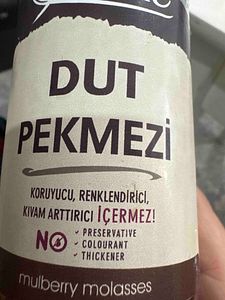 DUT
PEKMEZİ
KORUYUCU, RENKLENDİRİCİ,
KIVAM ARTTIRICI İÇERMEZ!
NO
PRESERVATIVE
COLOURANT
THICKENER
mulberry molasses